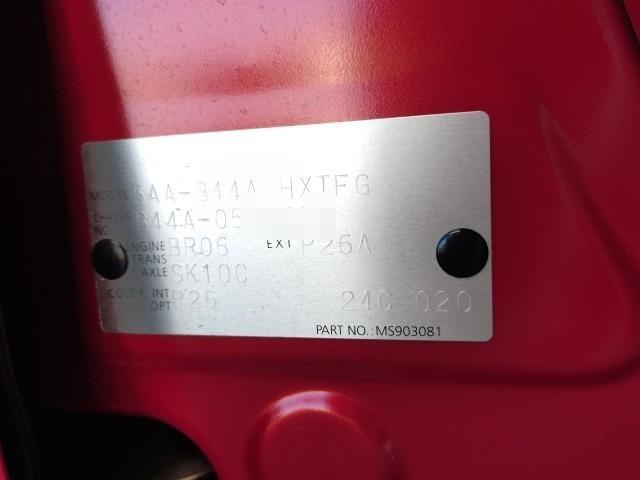 MODEL 5AA-B44A HXTFG
CHASSIS NO B44A-05
ENGINE BR06 EXT P26A
TRANS AXLE SK10C
COLOR INT P26 24C 020
OPT
PART NO.:MS903081